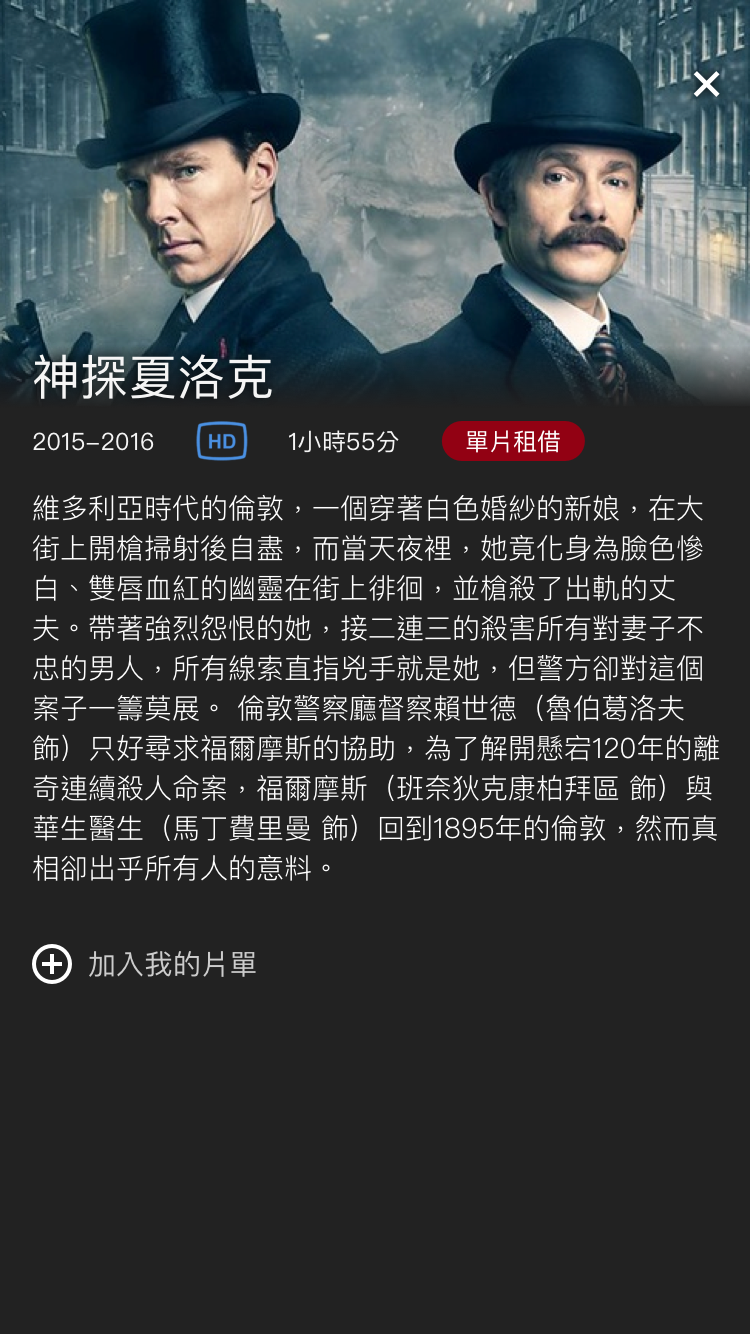 神探夏洛克
2015–2016 HD 1小時55分 單片租借
維多利亞時代的倫敦，一個穿著白色婚紗的新娘，在大
街上開槍掃射後自盡，而當天夜裡，她竟化身為臉色慘
白、雙唇血紅的幽靈在街上徘徊，並槍殺了出軌的丈
夫。帶著強烈怨恨的她，接二連三的殺害所有對妻子不
忠的男人，所有線索直指兇手就是她，但警方卻對這個
案子一籌莫展。 倫敦警察廳督察賴世德（魯伯葛洛夫
飾）只好尋求福爾摩斯的協助，為了解開懸宕120年的離
奇連續殺人命案，福爾摩斯（班奈狄克康柏拜區 飾）與
華生醫生（馬丁費里曼 飾）回到1895年的倫敦，然而真
相卻出乎所有人的意料。
加入我的片單